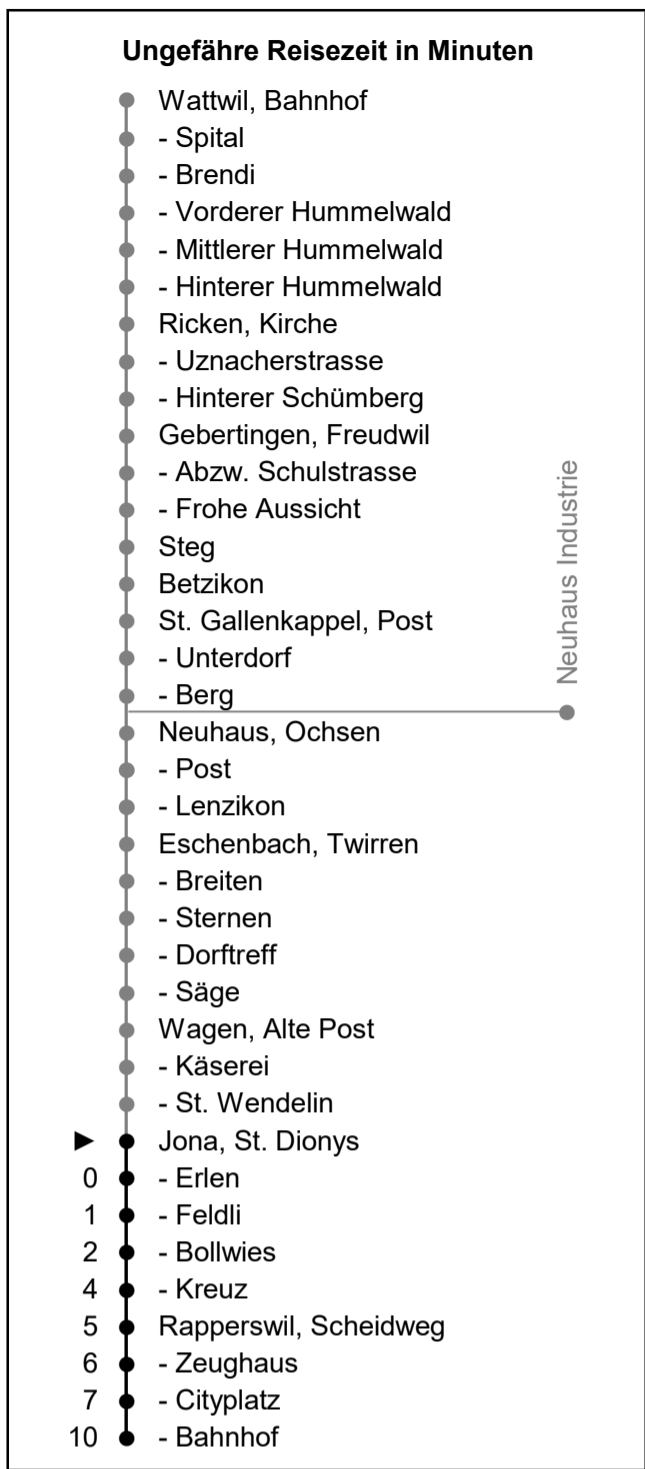 Ungefähre Reisezeit in Minuten
Wattwil, Bahnhof
- Spital
- Brendi
- Vorderer Hummelwald
- Mittlerer Hummelwald
- Hinterer Hummelwald
Ricken, Kirche
- Uznacherstrasse
- Hinterer Schümberg
Gebertingen, Freudwil
- Abzw. Schulstrasse
- Frohe Aussicht
Steg
Betzikon
St. Gallenkappel, Post
- Unterdorf
- Berg
Neuhaus Industrie
Neuhaus, Ochsen
- Post
- Lenzikon
Eschenbach, Twirren
- Breiten
- Sternen
- Dorftreff
- Säge
Wagen, Alte Post
- Käserei
- St. Wendelin
► Jona, St. Dionys
0 - Erlen
1 - Feldli
2 - Bollwies
4 - Kreuz
5 Rapperswil, Scheidweg
6 - Zeughaus
7 - Cityplatz
10 - Bahnhof